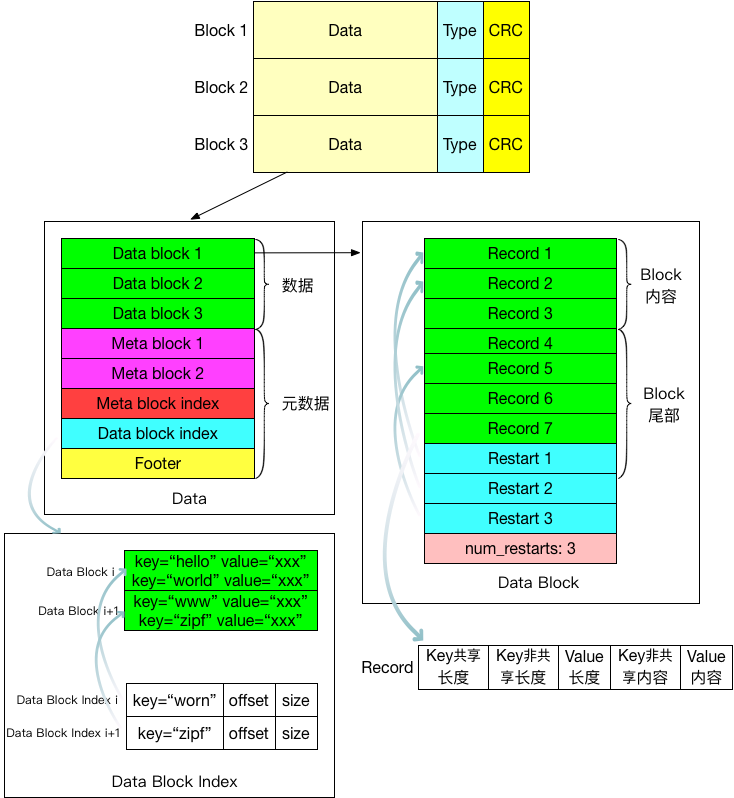 Block 1 Data Type CRC
Block 2 Data Type CRC
Block 3 Data Type CRC
Data block 1
Data block 2
Data block 3
数据
Meta block 1
Meta block 2
Meta block index
Data block index
Footer
元数据
Data
Record 1
Record 2
Record 3
Block
内容
Record 4
Record 5
Record 6
Record 7
Restart 1
Restart 2
Restart 3
Block
尾部
num_restarts: 3
Data Block
Data Block i
key=“hello” value=“xxx”
key=“world” value=“xxx”
Data Block i+1
key=“www” value=“xxx”
key=“zipf” value=“xxx”
Data Block Index i key=“worn” offset size
Data Block Index i+1 key=“zipf” offset size
Data Block Index
Record
Key共享
长度
Key非共
享长度
Value
长度
Key非共
享内容
Value
内容